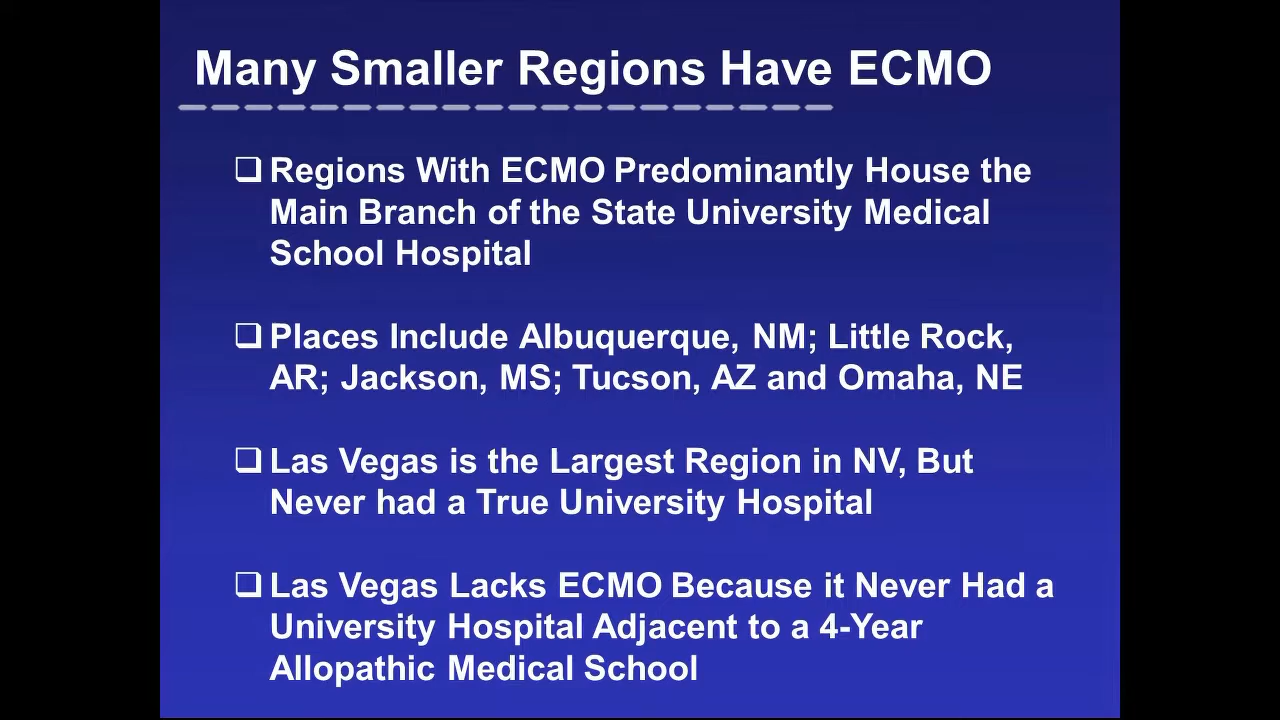 Many Smaller Regions Have ECMO
❑ Regions With ECMO Predominantly House the
Main Branch of the State University Medical
School Hospital
❑ Places Include Albuquerque, NM; Little Rock,
AR; Jackson, MS; Tucson, AZ and Omaha, NE
❑ Las Vegas is the Largest Region in NV, But
Never had a True University Hospital
❑ Las Vegas Lacks ECMO Because it Never Had a
University Hospital Adjacent to a 4-Year
Allopathic Medical School